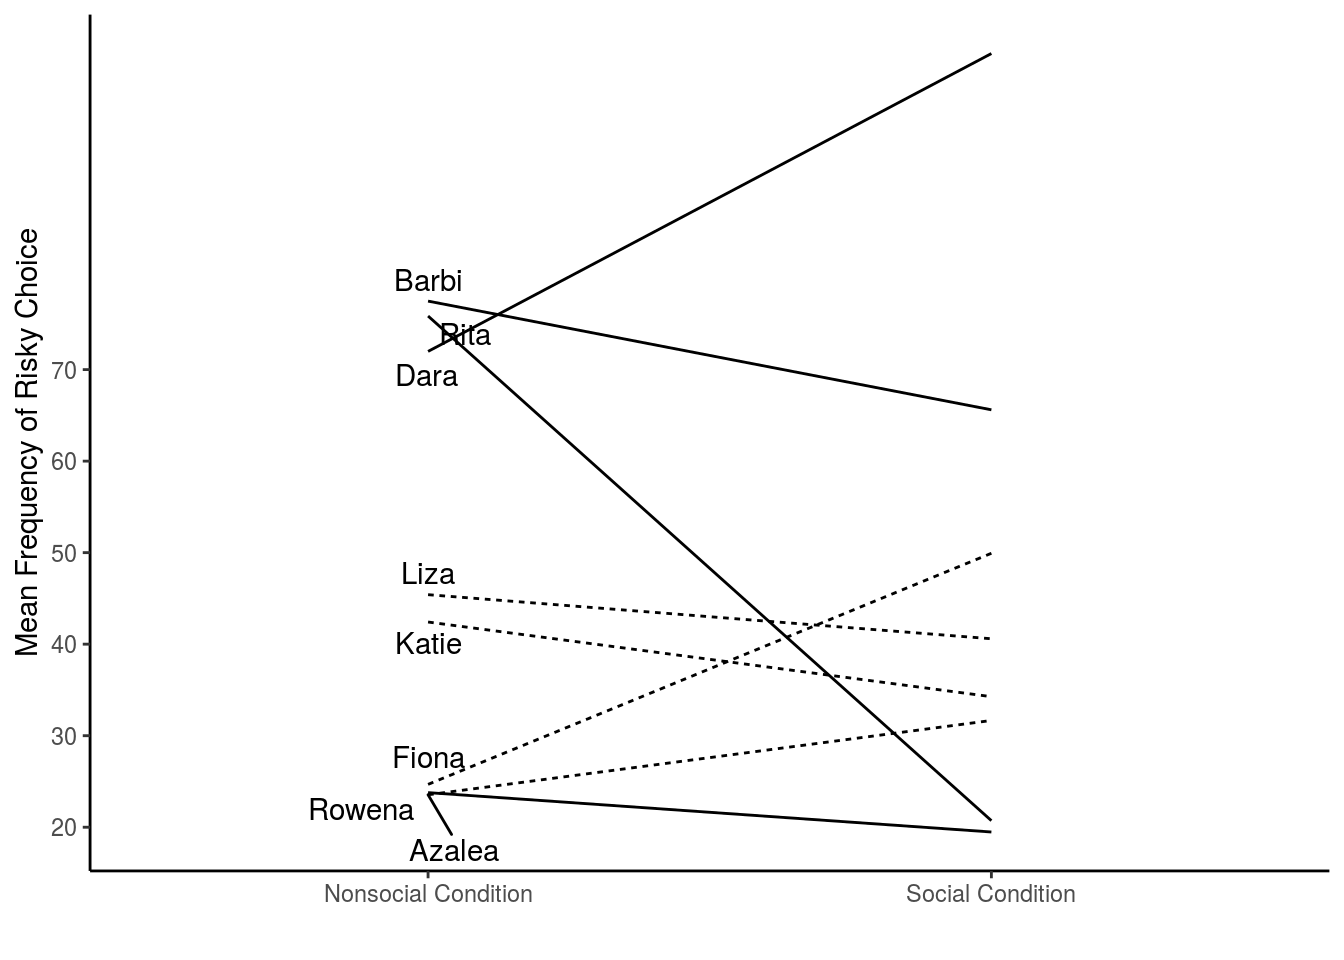 Mean Frequency of Risky Choice
70
60
50
40
30
20
Barbi
Rita
Dara
Liza
Katie
Fiona
Rowena
Azalea
Nonsocial Condition
Social Condition